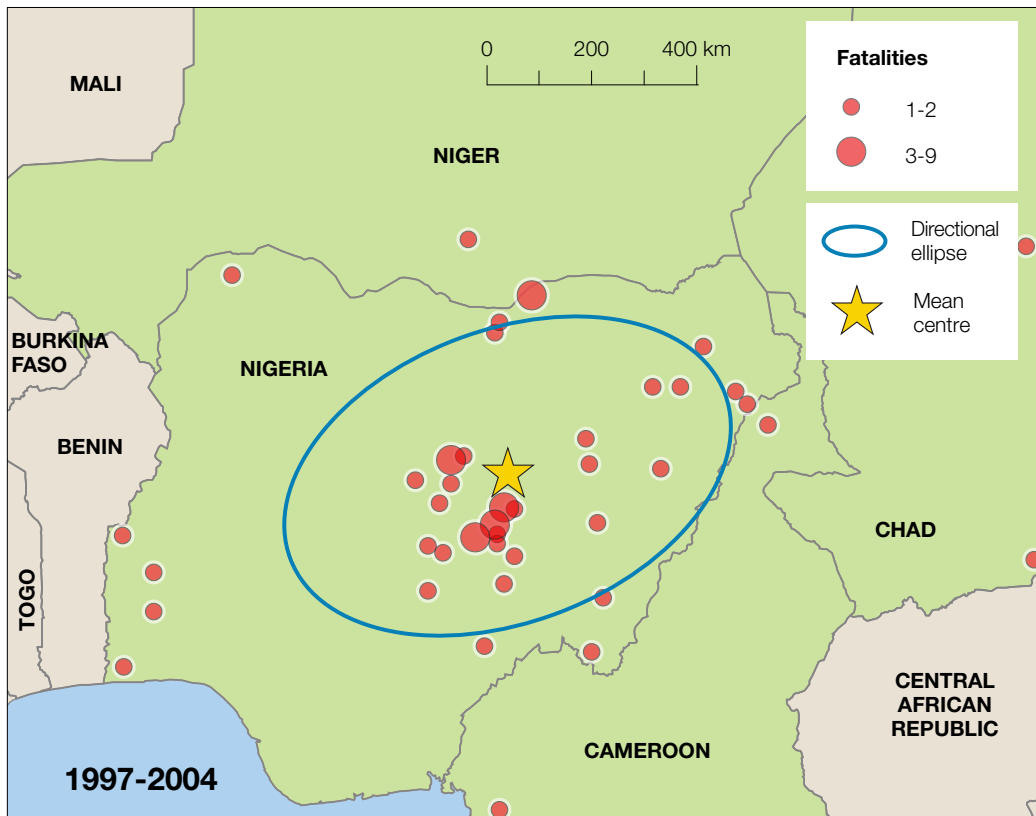 0 200 400 km
Fatalities
1-2
3-9
Directional
ellipse
Mean
centre
MALI
NIGER
BURKINA
FASO
NIGERIA
BENIN
TOGO
CHAD
CENTRAL
AFRICAN
REPUBLIC
CAMEROON
1997-2004